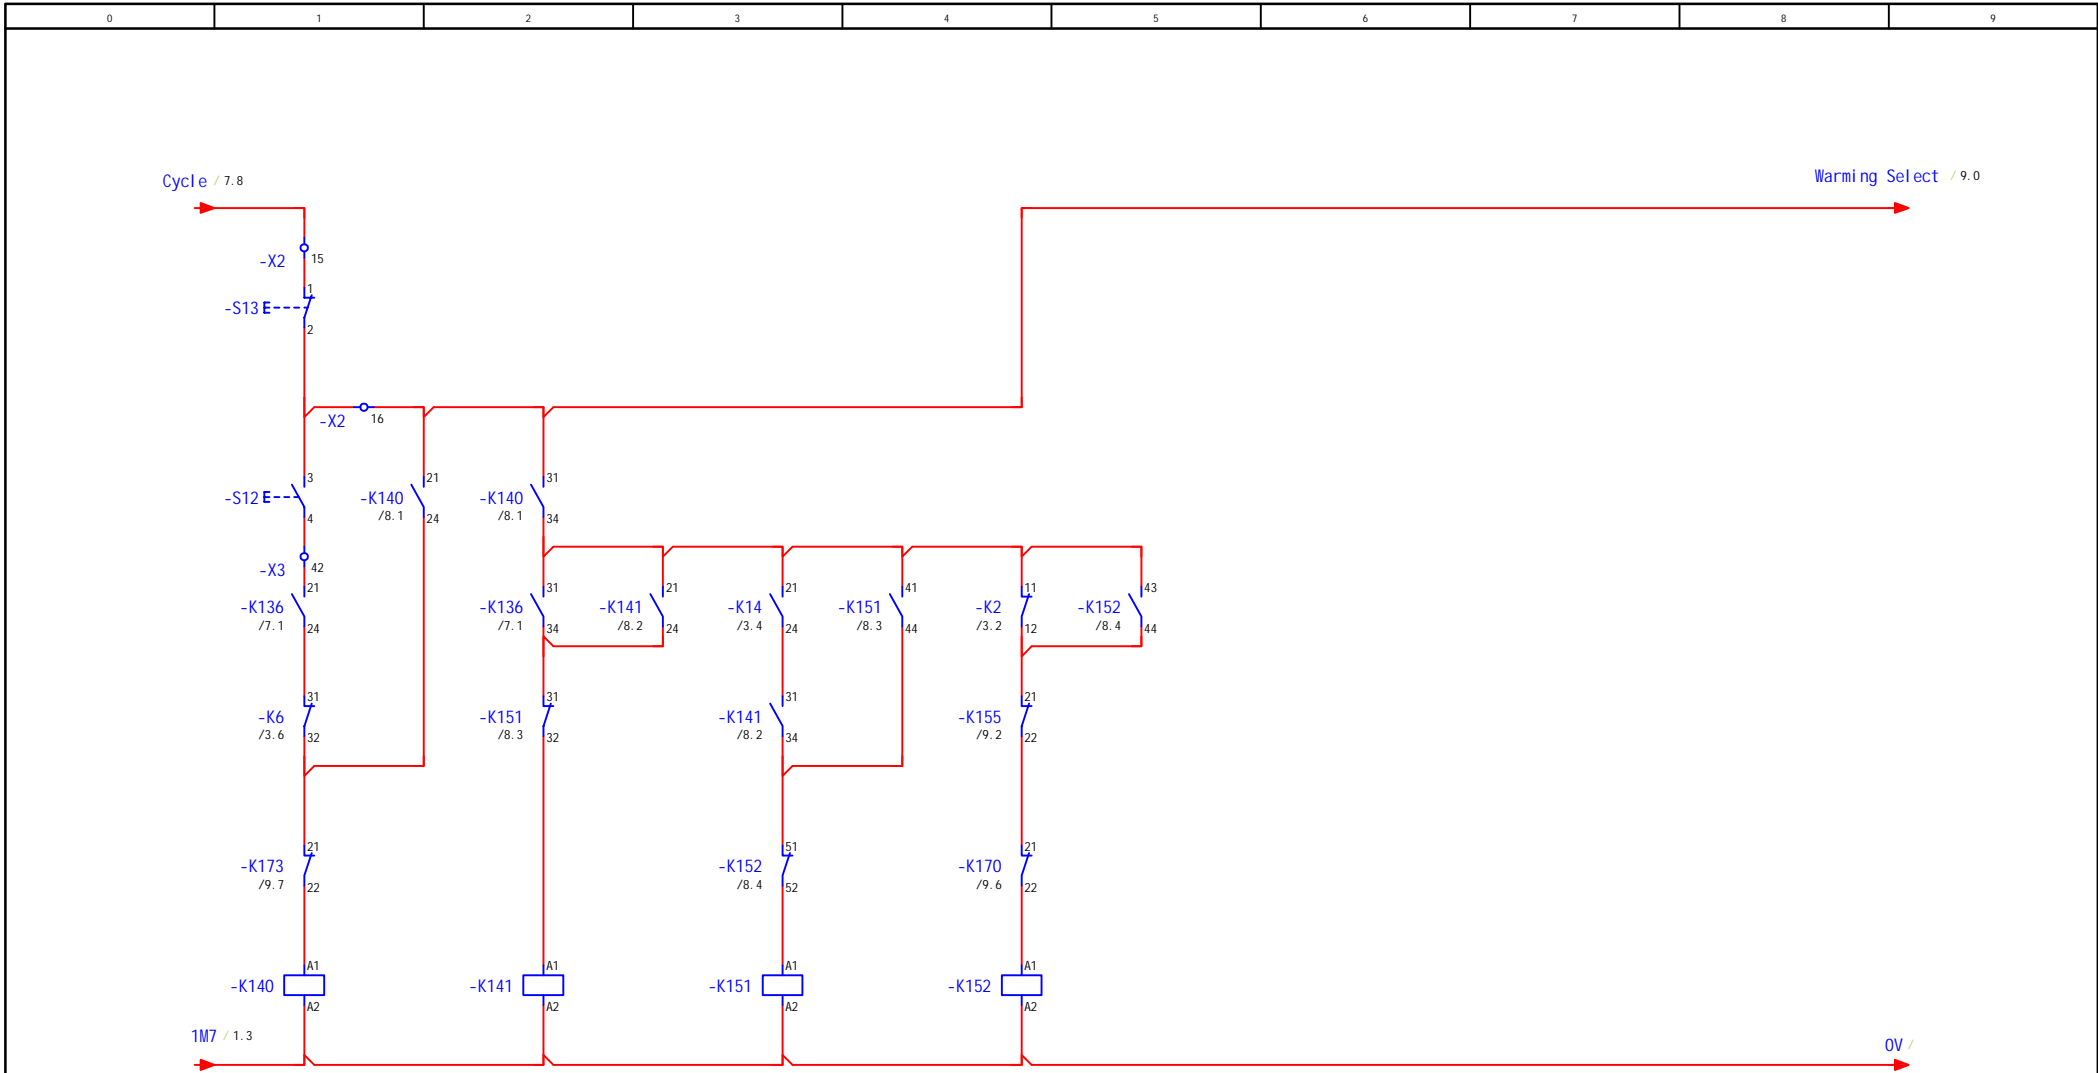 0 1 2 3 4 5 6 7 8 9
Cycle / 7.8
Warming Select / 9.0
-X2 15
1
-S13
2
-X2 16
3 21 31
-S12 -K140 -K140
/8.1 /8.1
4 24 34
-X3 42
21 31 21 21 41 11 43
-K136 -K136 -K141 -K14 -K151 -K2 -K152
/7.1 /7.1 /8.2 /3.4 /8.3 /3.2 /8.4
24 34 24 24 44 12 44
31 31 31 21
-K6 -K151 -K141 -K155
/3.6 /8.3 /8.2 /9.2
32 32 34 22
21 51 21
-K173 -K152 -K170
/9.7 /8.4 /9.6
22 52 22
A1 A1 A1 A1
-K140 -K141 -K151 -K152
A2 A2 A2 A2
1M7 / 1.3
0V /